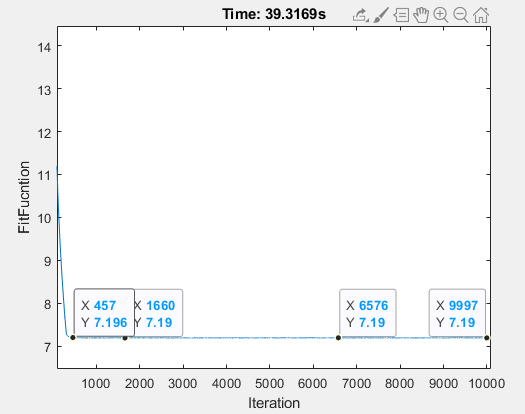 Time: 39.3169s
14
13
12
11
10
9
8
7
FitFucntion
X 457
Y 7.196
X 1660
Y 7.19
X 6576
Y 7.19
X 9997
Y 7.19
1000 2000 3000 4000 5000 6000 7000 8000 9000 10000
Iteration